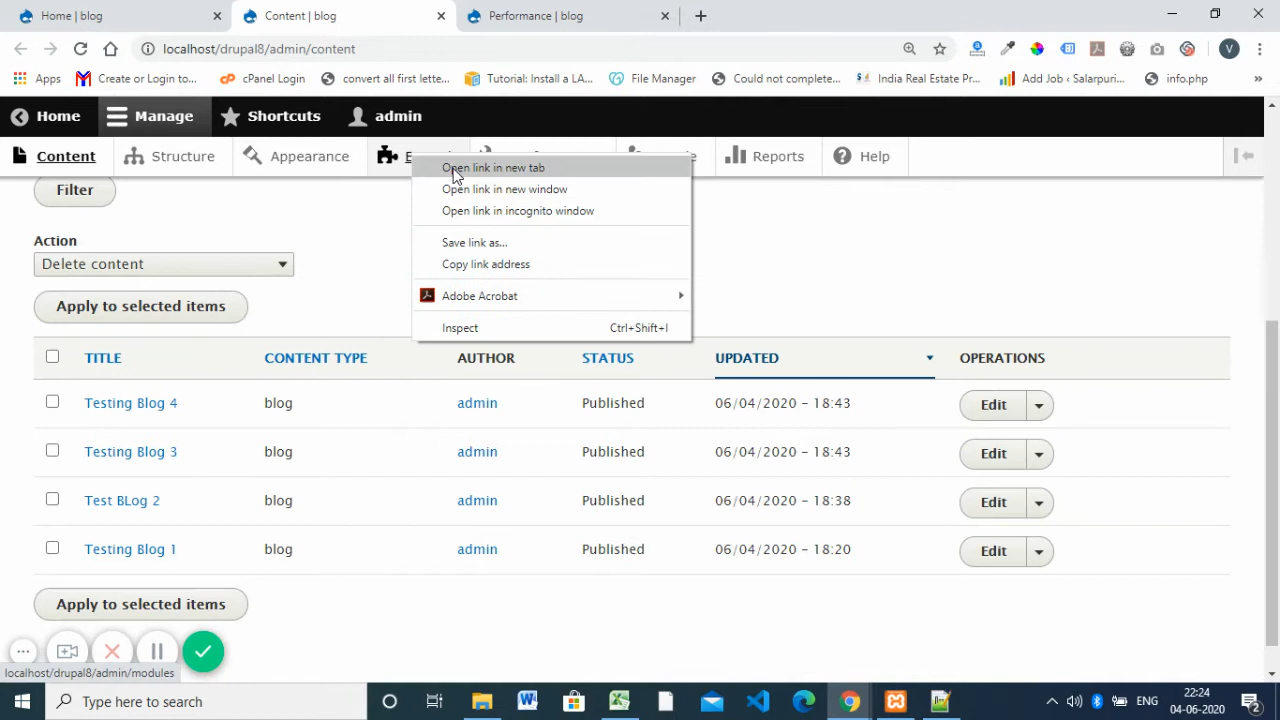 Home | blog
Content | blog
Performance | blog
localhost/drupal8/admin/content
V
Apps
Create or Login to...
cPanel Login
convert all first lette...
Tutorial: Install a LA...
File Manager
Could not complete...
India Real Estate Pr...
Add Job ‹ Salarpuri...
info.php
»
Home
Manage
Shortcuts
admin
Content
Structure
Appearance
Reports
Help
Open link in new tab
Open link in new window
Open link in incognito window
Save link as...
Copy link address
Adobe Acrobat
Inspect Ctrl+Shift+I
Filter
Action
Delete content
Apply to selected items
TITLE CONTENT TYPE AUTHOR STATUS UPDATED OPERATIONS
Testing Blog 4 blog admin Published 06/04/2020 - 18:43 Edit
Testing Blog 3 blog admin Published 06/04/2020 - 18:43 Edit
Test BLog 2 blog admin Published 06/04/2020 - 18:38 Edit
Testing Blog 1 blog admin Published 06/04/2020 - 18:20 Edit
Apply to selected items
localhost/drupal8/admin/modules
Type here to search
ENG
22:24
04-06-2020
2